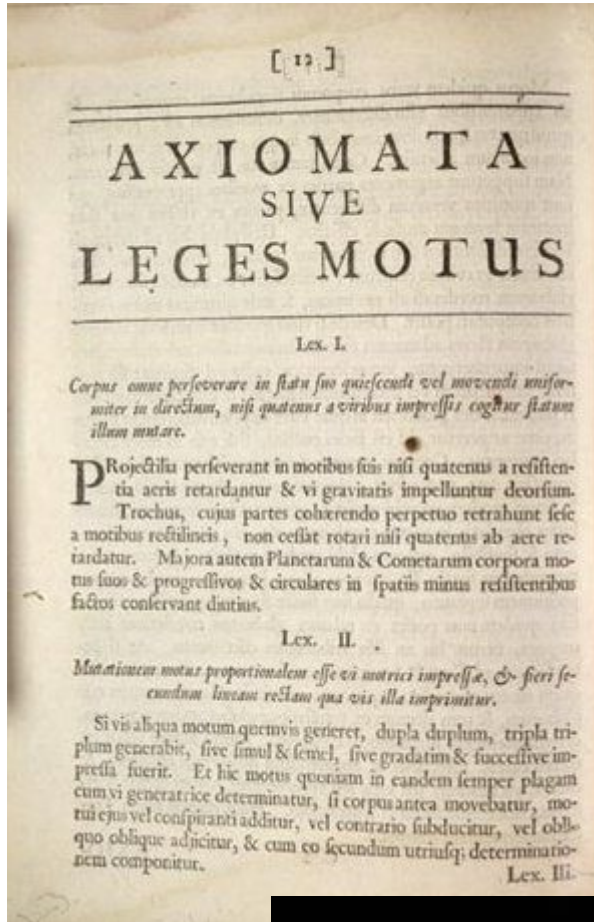 [ 12 ]
AXIOMATA
SIVE
LEGES MOTUS
Lex. I.
Corpus omne perſeverare in ſtatu ſuo quieſcendi vel movendi unifor-
miter in directum, niſi quatenus a viribus impreſſis cogitur ſtatum
illum mutare.
PRojectilia perſeverant in motibus ſuis niſi quatenus a reſiſten-
tia aeris retardantur & vi gravitatis impelluntur deorſum.
Trochus, cujus partes cohærendo perpetuo retrahunt ſeſe
a motibus rectilineis, non ceſſat rotari niſi quatenus ab aere re-
tardatur. Majora autem Planetarum & Cometarum corpora mo-
tus ſuos & progreſſivos & circulares in ſpatiis minus reſiſtentibus
factos conſervant diutius.
Lex. II.
Mutationem motus proportionalem eſſe vi motrici impreſſæ, & fieri ſe-
cundum lineam rectam qua vis illa imprimitur.
Si vis aliqua motum quemvis generet, dupla duplum, tripla tri-
plum generabit, ſive ſimul & ſemel, ſive gradatim & ſucceſſive im-
preſſa fuerit. Et hic motus quoniam in eandem ſemper plagam
cum vi generatrice determinatur, ſi corpus antea movebatur, mo-
tui ejus vel conſpiranti additur, vel contrario ſubducitur, vel obli-
quo oblique adjicitur, & cum eo ſecundum utriuſq; determinatio-
nem componitur.
Lex. III.